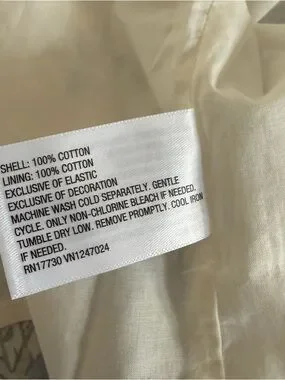 SHELL: 100% COTTON
LINING: 100% COTTON
EXCLUSIVE OF ELASTIC
EXCLUSIVE OF DECORATION
MACHINE WASH COLD SEPARATELY. GENTLE
CYCLE. ONLY NON-CHLORINE BLEACH IF NEEDED.
TUMBLE DRY LOW. REMOVE PROMPTLY. COOL IRON
IF NEEDED.
RN17730 VN1247024